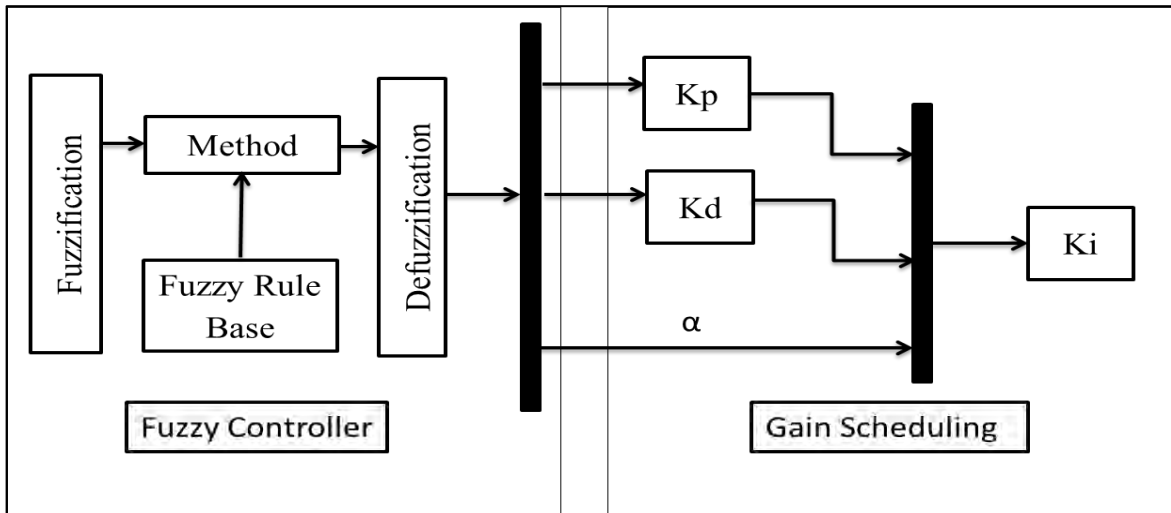 Fuzzification
Method
Fuzzy Rule
Base
Defuzzification
Fuzzy Controller
Kp
Kd
α
Ki
Gain Scheduling